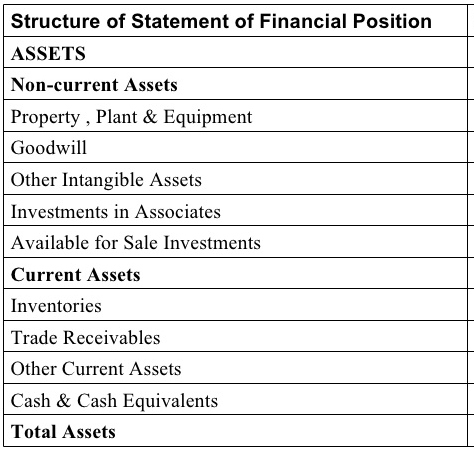 Structure of Statement of Financial Position
ASSETS
Non-current Assets
Property , Plant & Equipment
Goodwill
Other Intangible Assets
Investments in Associates
Available for Sale Investments
Current Assets
Inventories
Trade Receivables
Other Current Assets
Cash & Cash Equivalents
Total Assets